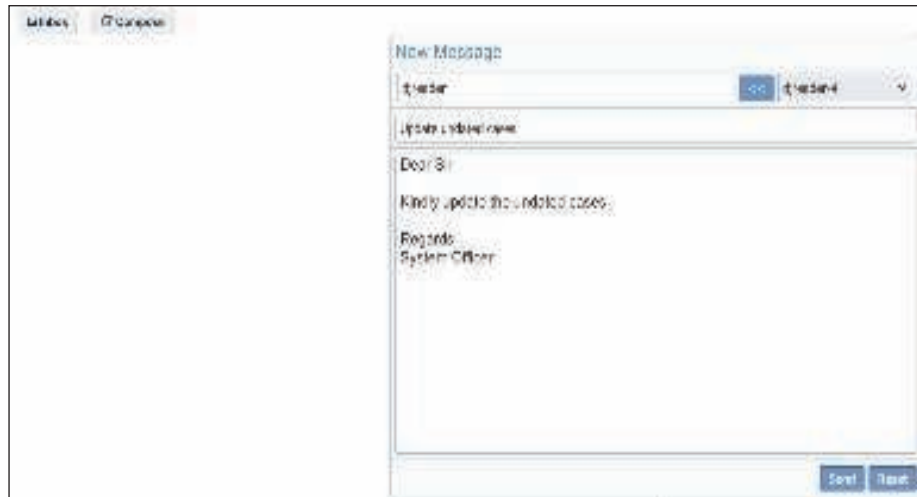 Inbox Compose
New Message
<<
Update undated cases
Dear Sir
Kindly update the undated cases.
Regards
System Officer
Send Reset